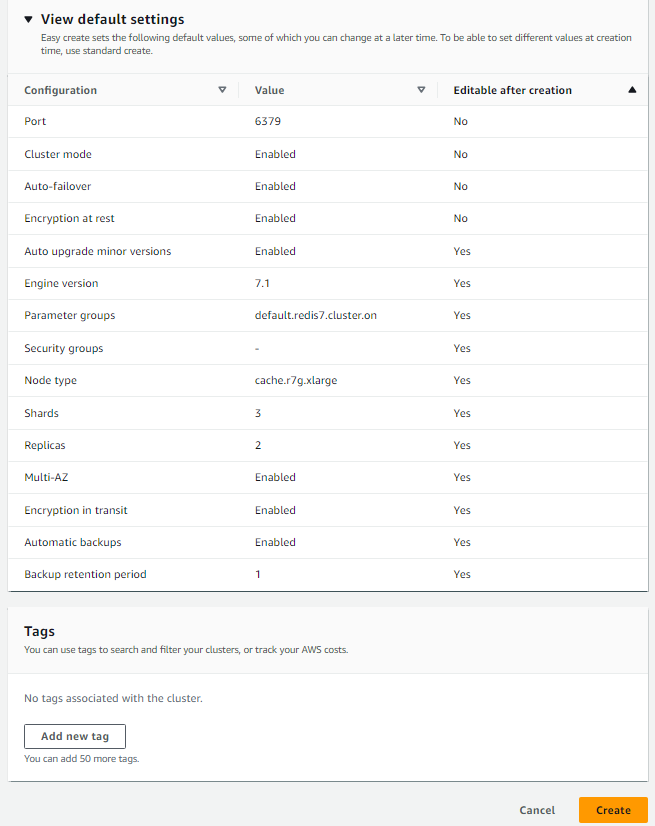 View default settings
Easy create sets the following default values, some of which you can change at a later time. To be able to set different values at creation
time, use standard create.
Configuration Value Editable after creation
Port 6379 No
Cluster mode Enabled No
Auto-failover Enabled No
Encryption at rest Enabled No
Auto upgrade minor versions Enabled Yes
Engine version 7.1 Yes
Parameter groups default.redis7.cluster.on Yes
Security groups - Yes
Node type cache.r7g.xlarge Yes
Shards 3 Yes
Replicas 2 Yes
Multi-AZ Enabled Yes
Encryption in transit Enabled Yes
Automatic backups Enabled Yes
Backup retention period 1 Yes
Tags
You can use tags to search and filter your clusters, or track your AWS costs.
No tags associated with the cluster.
Add new tag
You can add 50 more tags.
Cancel Create